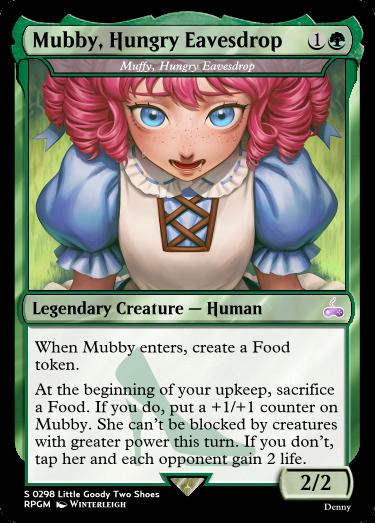 Mubby, Hungry Eavesdrop 1
Muffy, Hungry Eavesdrop
Legendary Creature — Human
When Mubby enters, create a Food
token.
At the beginning of your upkeep, sacrifice
a Food. If you do, put a +1/+1 counter on
Mubby. She can't be blocked by creatures
with greater power this turn. If you don't,
tap her and each opponent gain 2 life.
2/2
S 0298 Little Goody Two Shoes
RPGM Winterleigh
Denny